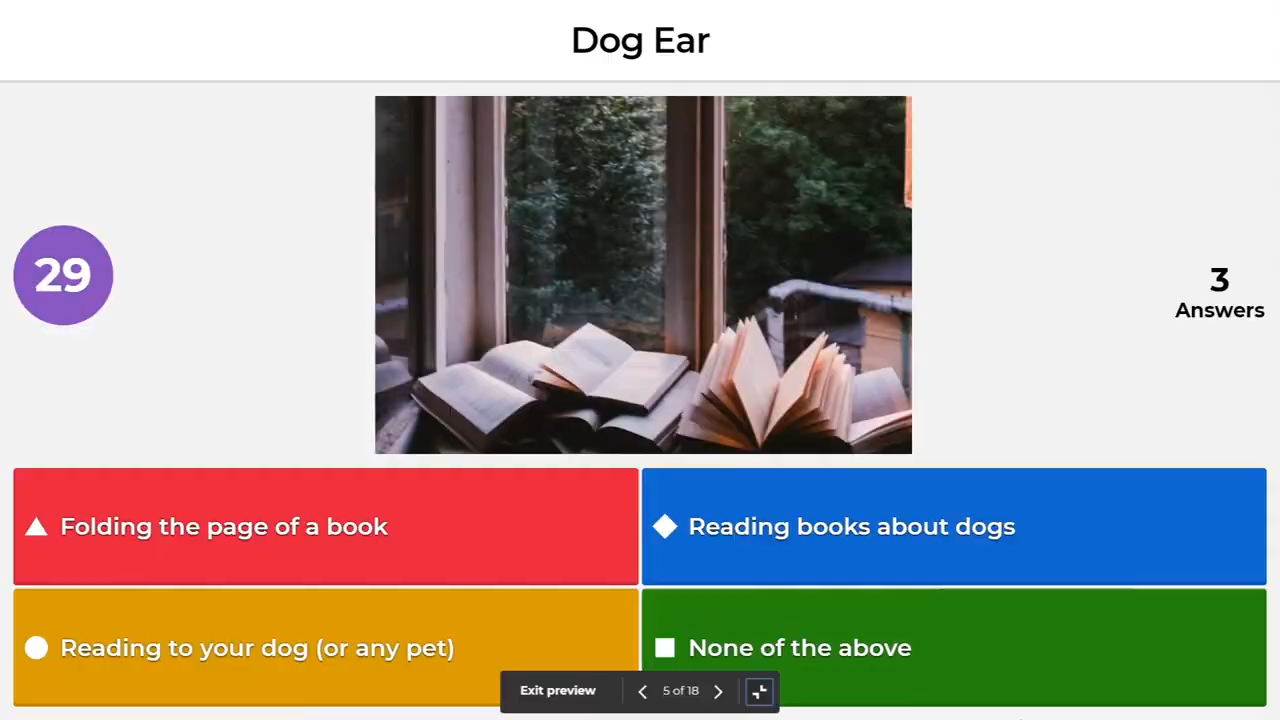 Dog Ear
29
3
Answers
Folding the page of a book
Reading books about dogs
Reading to your dog (or any pet)
None of the above
Exit preview
5 of 18